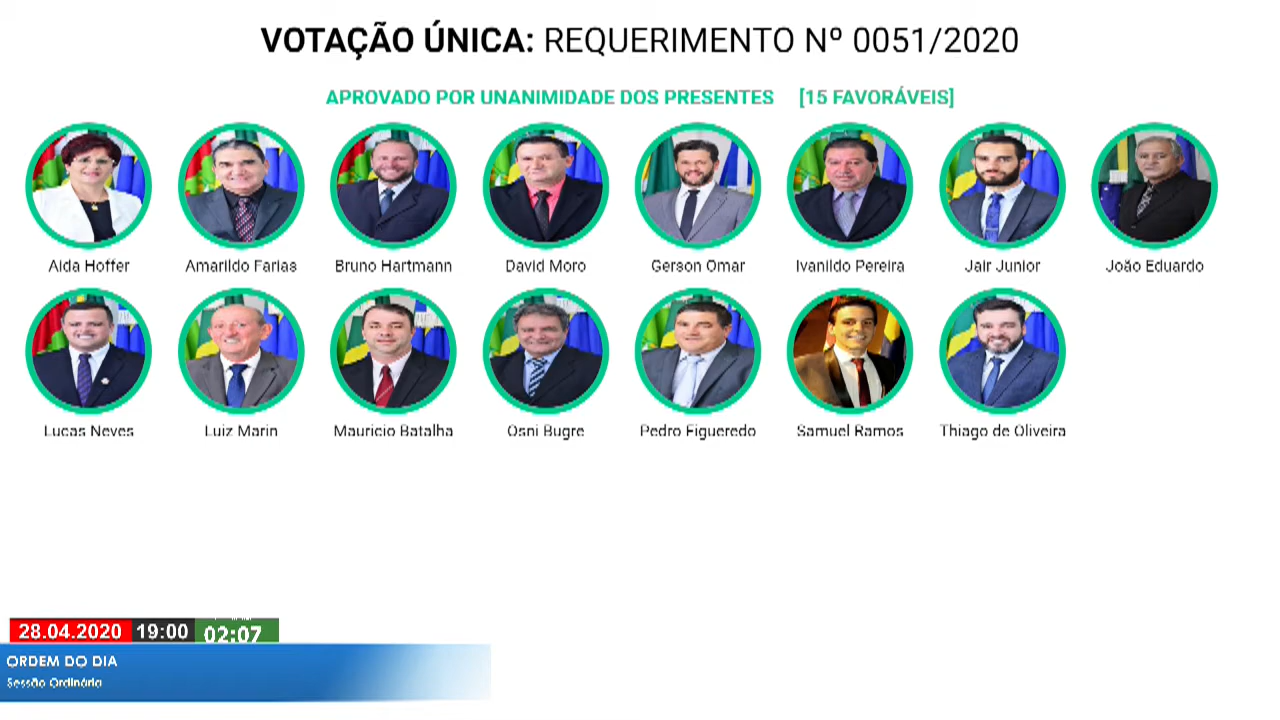 VOTAÇÃO ÚNICA: REQUERIMENTO Nº 0051/2020
APROVADO POR UNANIMIDADE DOS PRESENTES [15 FAVORÁVEIS]
Aida Hoffer Amarildo Farias Bruno Hartmann David Moro Gerson Omar Ivanildo Pereira Jair Junior João Eduardo
Lucas Neves Luiz Marin Mauricio Batalha Osni Bugre Pedro Figueredo Samuel Ramos Thiago de Oliveira
28.04.2020 19:00 02:07
ORDEM DO DIA
Sessão Ordinária